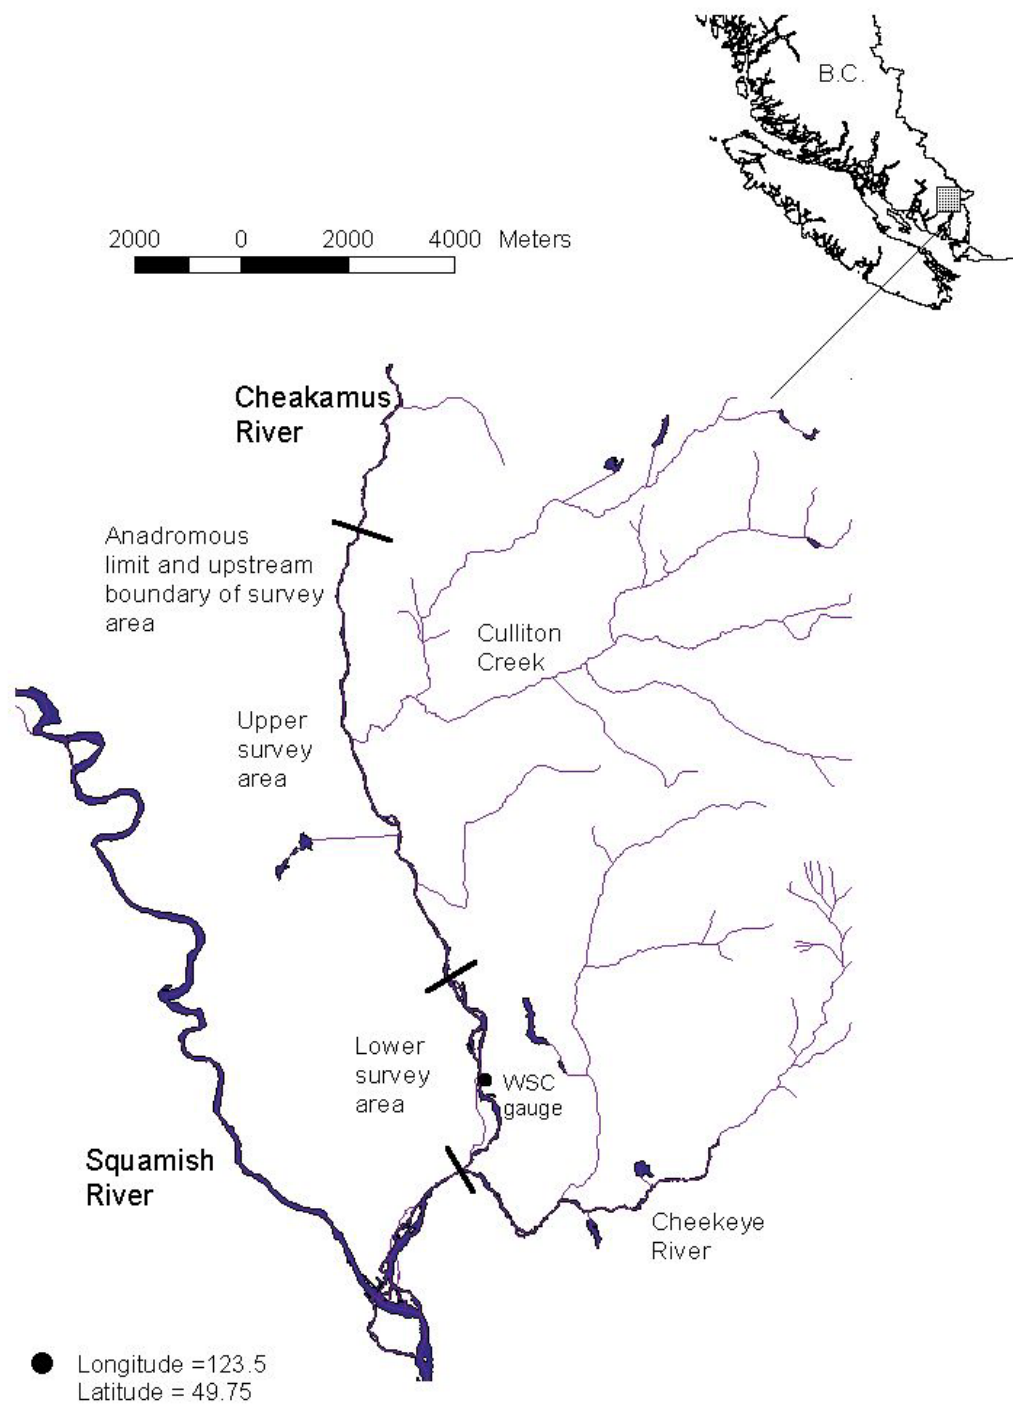 B.C.
2000 0 2000 4000 Meters
Cheakamus
River
Anadromous
limit and upstream
boundary of survey
area
Culliton
Creek
Upper
survey
area
Lower
survey
area
WSC
gauge
Squamish
River
Cheekeye
River
Longitude =123.5
Latitude = 49.75